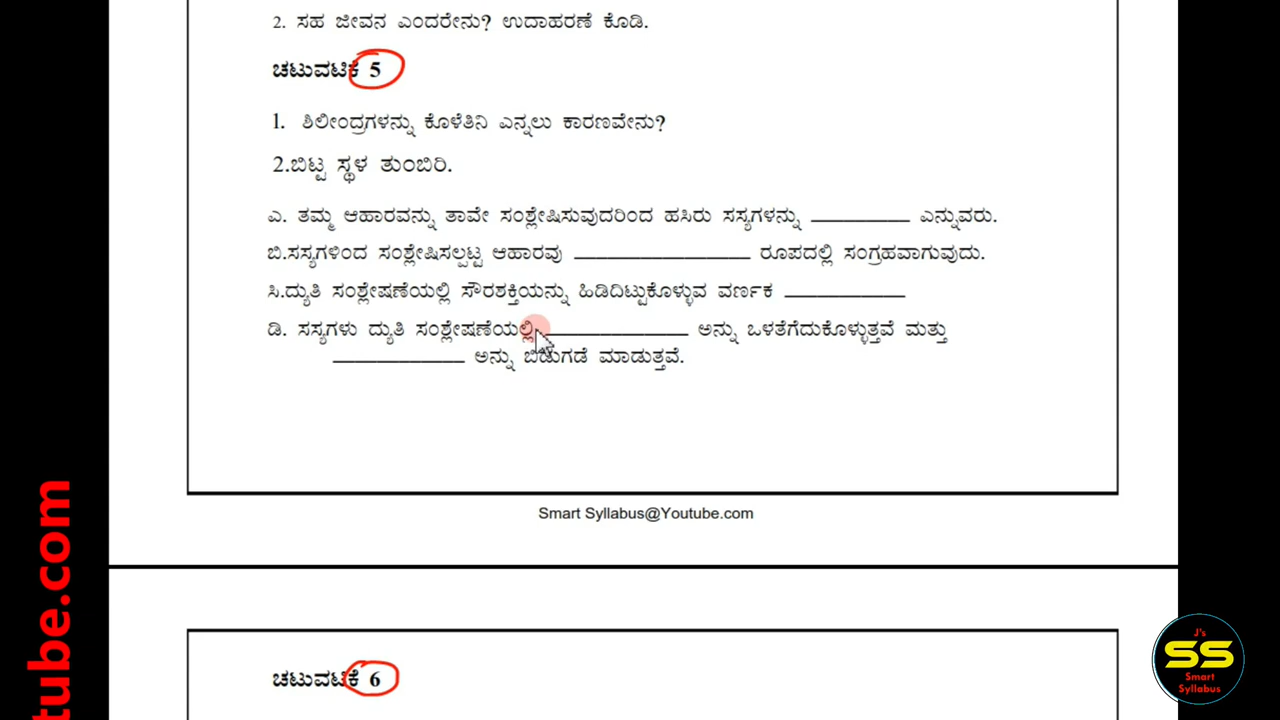 2. ಸಹ ಜೀವನ ಎಂದರೇನು? ಉದಾಹರಣೆ ಕೊಡಿ.
ಚಟುವಟಿಕೆ 5
1. ಶಿಲೀಂದ್ರಗಳನ್ನು ಕೊಳೆತಿನಿ ಎನ್ನಲು ಕಾರಣವೇನು?
2.ಬಿಟ್ಟ ಸ್ಥಳ ತುಂಬಿರಿ.
ಎ. ತಮ್ಮ ಆಹಾರವನ್ನು ತಾವೇ ಸಂಶ್ಲೇಷಿಸುವುದರಿಂದ ಹಸಿರು ಸಸ್ಯಗಳನ್ನು __________ ಎನ್ನುವರು.
ಬಿ.ಸಸ್ಯಗಳಿಂದ ಸಂಶ್ಲೇಷಿಸಲ್ಪಟ್ಟ ಆಹಾರವು __________________ ರೂಪದಲ್ಲಿ ಸಂಗ್ರಹವಾಗುವುದು.
ಸಿ.ದ್ಯುತಿ ಸಂಶ್ಲೇಷಣೆಯಲ್ಲಿ ಸೌರಶಕ್ತಿಯನ್ನು ಹಿಡಿದಿಟ್ಟುಕೊಳ್ಳುವ ವರ್ಣಕ ____________
ಡಿ. ಸಸ್ಯಗಳು ದ್ಯುತಿ ಸಂಶ್ಲೇಷಣೆಯಲ್ಲಿ ______________ ಅನ್ನು ಒಳತೆಗೆದುಕೊಳ್ಳುತ್ತವೆ ಮತ್ತು
_____________ ಅನ್ನು ಬಿಡುಗಡೆ ಮಾಡುತ್ತವೆ.
Smart Syllabus@Youtube.com
ಚಟುವಟಿಕೆ 6
tube.com
J's
SS
Smart
Syllabus